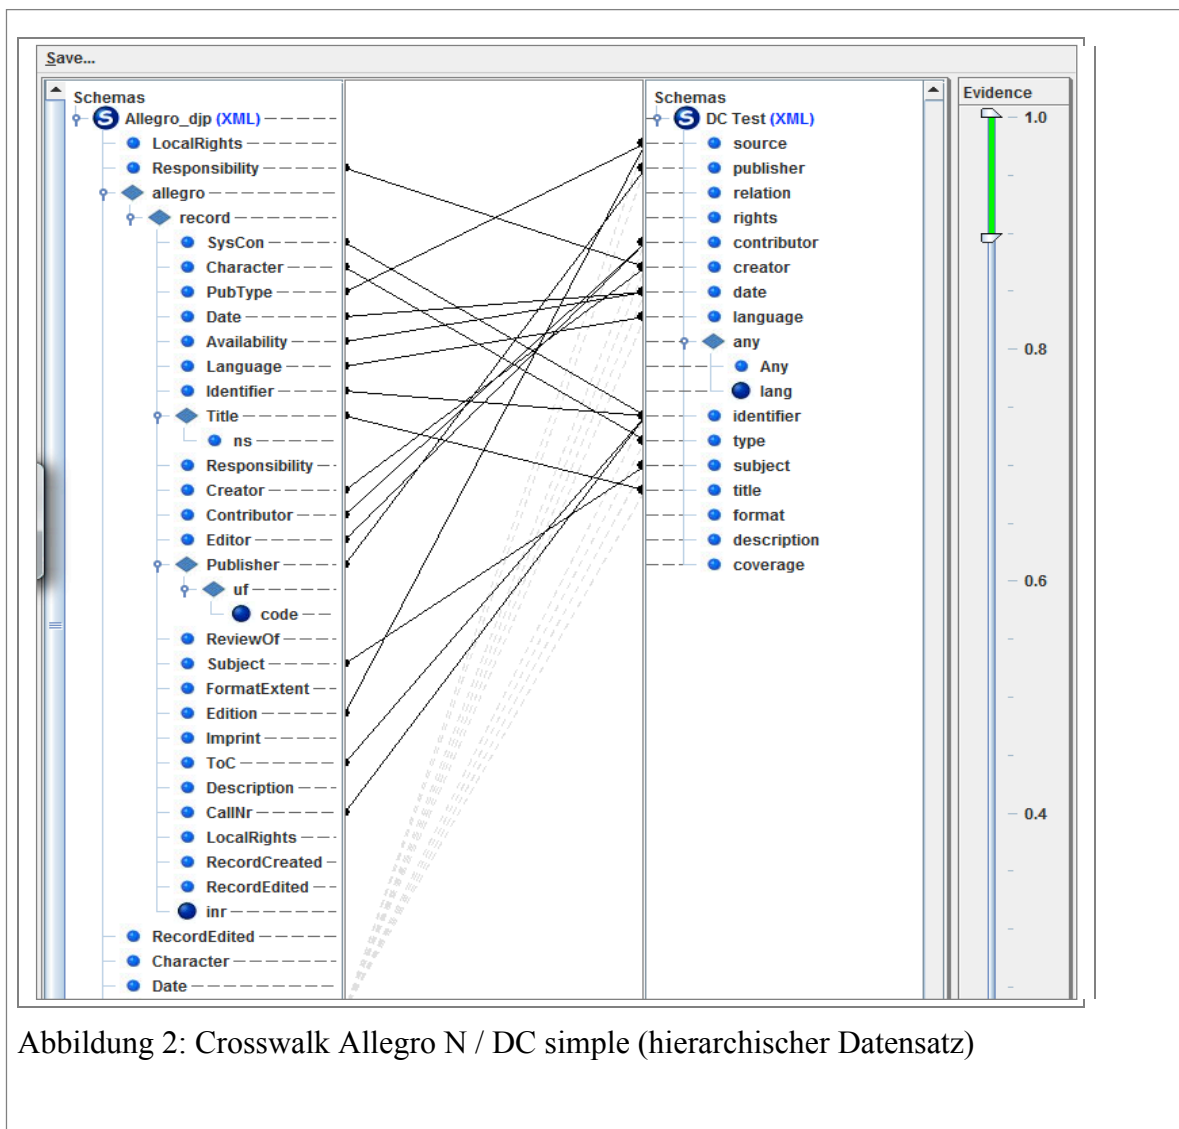 Save...
Schemas
Allegro_djp (XML)
LocalRights
Responsibility
allegro
record
SysCon
Character
PubType
Date
Availability
Language
Identifier
Title
ns
Responsibility
Creator
Contributor
Editor
Publisher
uf
code
ReviewOf
Subject
FormatExtent
Edition
Imprint
ToC
Description
CallNr
LocalRights
RecordCreated
RecordEdited
inr
RecordEdited
Character
Date
Schemas
DC Test (XML)
source
publisher
relation
rights
contributor
creator
date
language
any
Any
lang
identifier
type
subject
title
format
description
coverage
Evidence
1.0
0.8
0.6
0.4
Abbildung 2: Crosswalk Allegro N / DC simple (hierarchischer Datensatz)